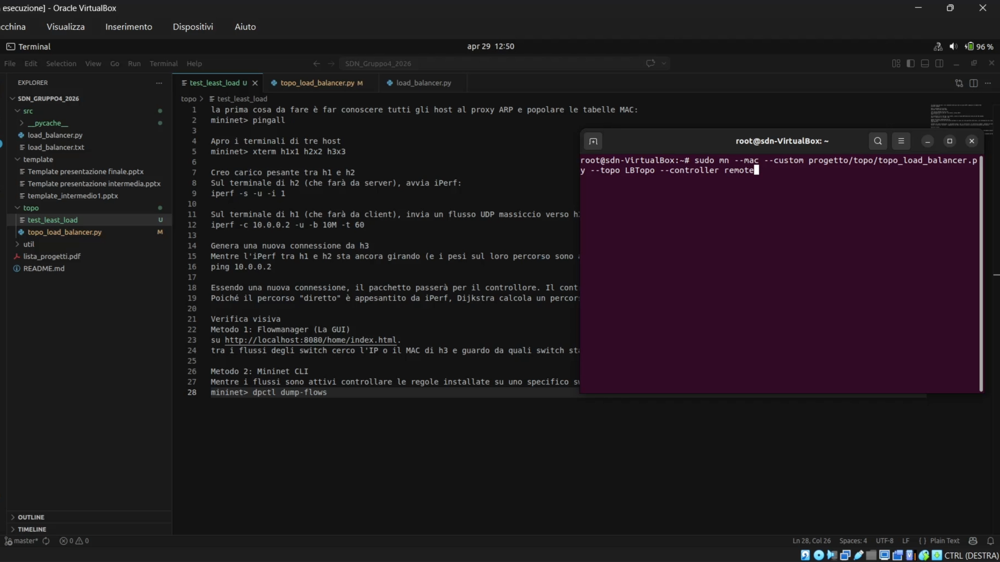 esecuzione] - Oracle VirtualBox
Visualizza Inserimento Dispositivi Aiuto
Terminal apr 29 12:50 96 %
File Edit Selection View Go Run Terminal Help SDN_Gruppo4_2026
EXPLORER
SDN_GRUPPO4_2026
src
__pycache__
load_balancer.py
load_balancer.txt
template
Template presentazione finale.pptx
Template presentazione intermedia.pptx
template_intermedio1.pptx
topo
test_least_load U
topo_load_balancer.py M
util
lista_progetti.pdf
README.md
OUTLINE
TIMELINE
test_least_load U topo_load_balancer.py M load_balancer.py
topo > test_least_load
1 la prima cosa da fare è far conoscere tutti gli host al proxy ARP e popolare le tabelle MAC:
2 mininet> pingall
3
4 Apro i terminali di tre host
5 mininet> xterm h1x1 h2x2 h3x3
6
7 Creo carico pesante tra h1 e h2
8 Sul terminale di h2 (che farà da server), avvia iPerf:
9 iperf -s -u -i 1
10
11 Sul terminale di h1 (che farà da client), invia un flusso UDP massiccio verso
12 iperf -c 10.0.0.2 -u -b 10M -t 60
13
14 Genera una nuova connessione da h3
15 Mentre l'iPerf tra h1 e h2 sta ancora girando (e i pesi sul loro percorso sono
16 ping 10.0.0.2
17
18 Essendo una nuova connessione, il pacchetto passerà per il controllore. Il cont
19 Poiché il percorso "diretto" è appesantito da iPerf, Dijkstra calcola un percor
20
21 Verifica visiva
22 Metodo 1: Flowmanager (La GUI)
23 su http://localhost:8080/home/index.html.
24 tra i flussi degli switch cerco l'IP o il MAC di h3 e guardo da quali switch
25
26 Metodo 2: Mininet CLI
27 Mentre i flussi sono attivi controllare le regole installate su uno specifico
28 mininet> dpctl dump-flows
root@sdn-VirtualBox: ~
root@sdn-VirtualBox:~# sudo mn --mac --custom progetto/topo/topo_load_balancer.p
y --topo LBTopo --controller remote
master* 0 0 Ln 28, Col 26 Spaces: 4 UTF-8 LF { } Plain Text
CTRL (DESTRA)